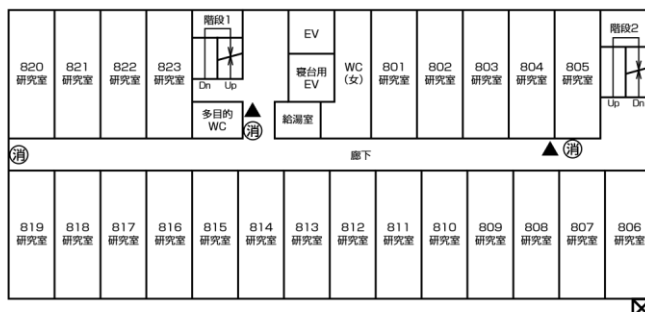 階段1
階段2
820
研究室
821
研究室
822
研究室
823
研究室
Dn Up
多目的
WC
EV
寝台用
EV
給湯室
WC
(女)
801
研究室
802
研究室
803
研究室
804
研究室
805
研究室
Up Dn
消
消
廊下
消
819
研究室
818
研究室
817
研究室
816
研究室
815
研究室
814
研究室
813
研究室
812
研究室
811
研究室
810
研究室
809
研究室
808
研究室
807
研究室
806
研究室